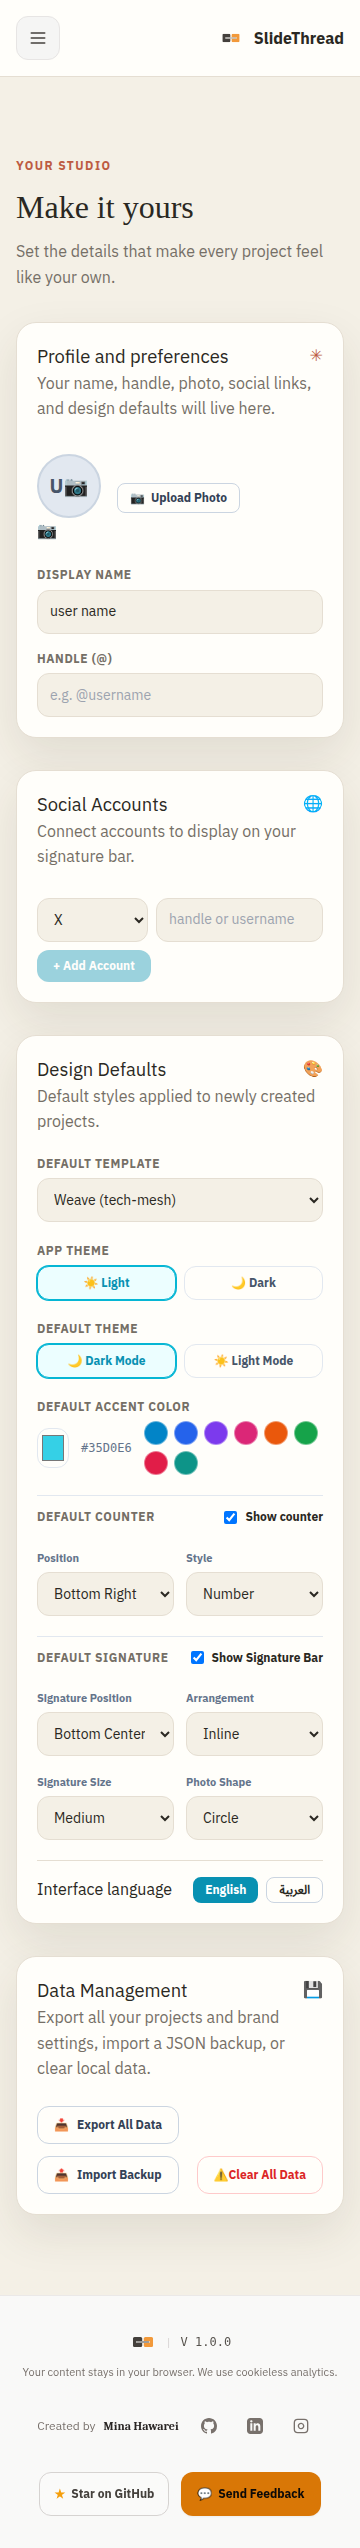 SlideThread
YOUR STUDIO
Make it yours
Set the details that make every project feel
like your own.
Profile and preferences
Your name, handle, photo, social links,
and design defaults will live here.
U
Upload Photo
DISPLAY NAME
user name
HANDLE (@)
e.g. @username
Social Accounts
Connect accounts to display on your
signature bar.
X
handle or username
+ Add Account
Design Defaults
Default styles applied to newly created
projects.
DEFAULT TEMPLATE
Weave (tech-mesh)
APP THEME
Light
Dark
DEFAULT THEME
Dark Mode
Light Mode
DEFAULT ACCENT COLOR
#35D0E6
DEFAULT COUNTER
Show counter
Position
Style
Bottom Right
Number
DEFAULT SIGNATURE
Show Signature Bar
Signature Position
Arrangement
Bottom Center
Inline
Signature Size
Photo Shape
Medium
Circle
Interface language
English
العربية
Data Management
Export all your projects and brand
settings, import a JSON backup, or
clear local data.
Export All Data
Import Backup
Clear All Data
V 1.0.0
Your content stays in your browser. We use cookieless analytics.
Created by Mina Hawarei
Star on GitHub
Send Feedback